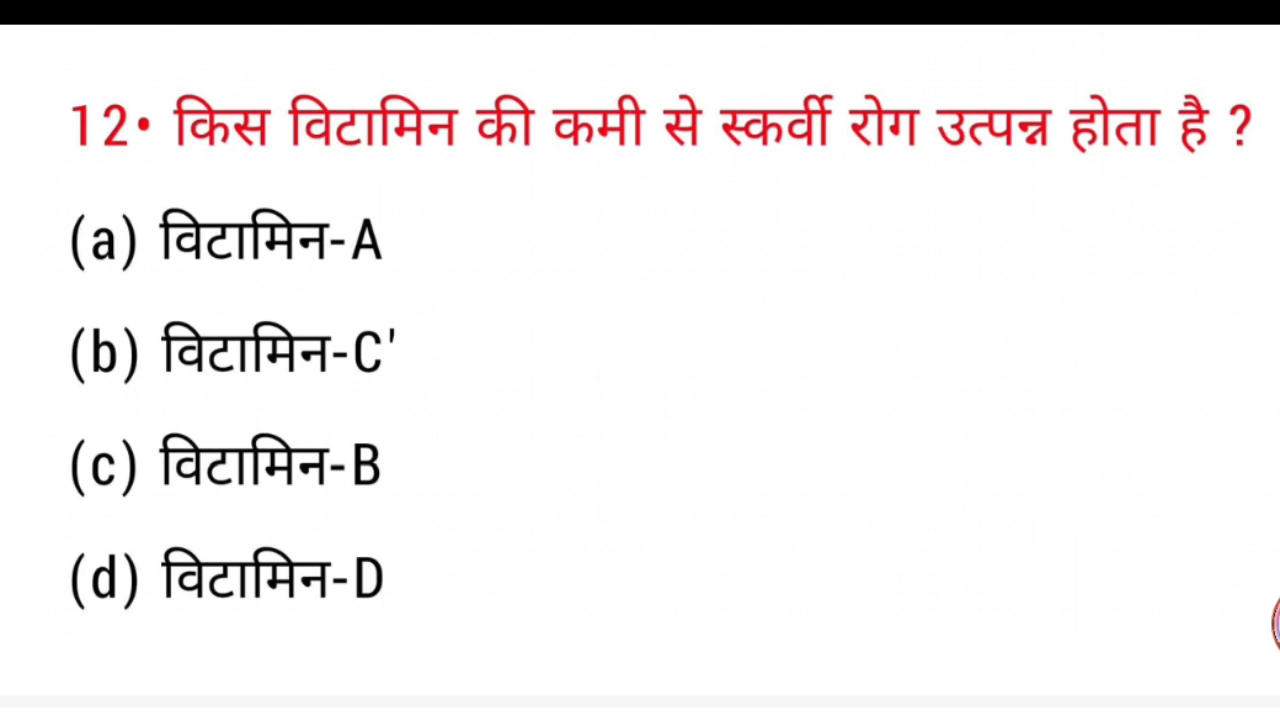 12• किस विटामिन की कमी से स्कर्वी रोग उत्पन्न होता है ?
(a) विटामिन-A
(b) विटामिन-C'
(c) विटामिन-B
(d) विटामिन-D